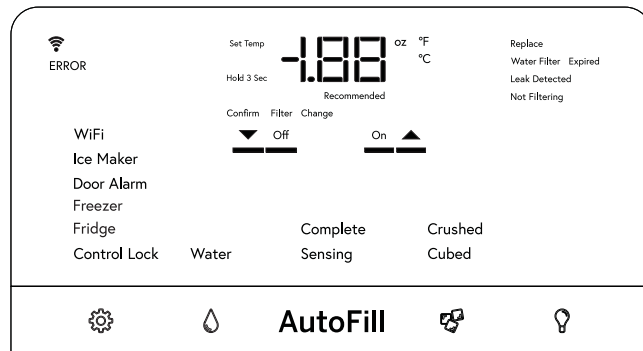 Set Temp
-1.88 oz °F
°C
ERROR
Hold 3 Sec
Recommended
Replace
Water Filter Expired
Leak Detected
Not Filtering
Confirm Filter Change
Off On
WiFi
Ice Maker
Door Alarm
Freezer
Fridge
Control Lock
Water
Complete
Sensing
Crushed
Cubed
AutoFill